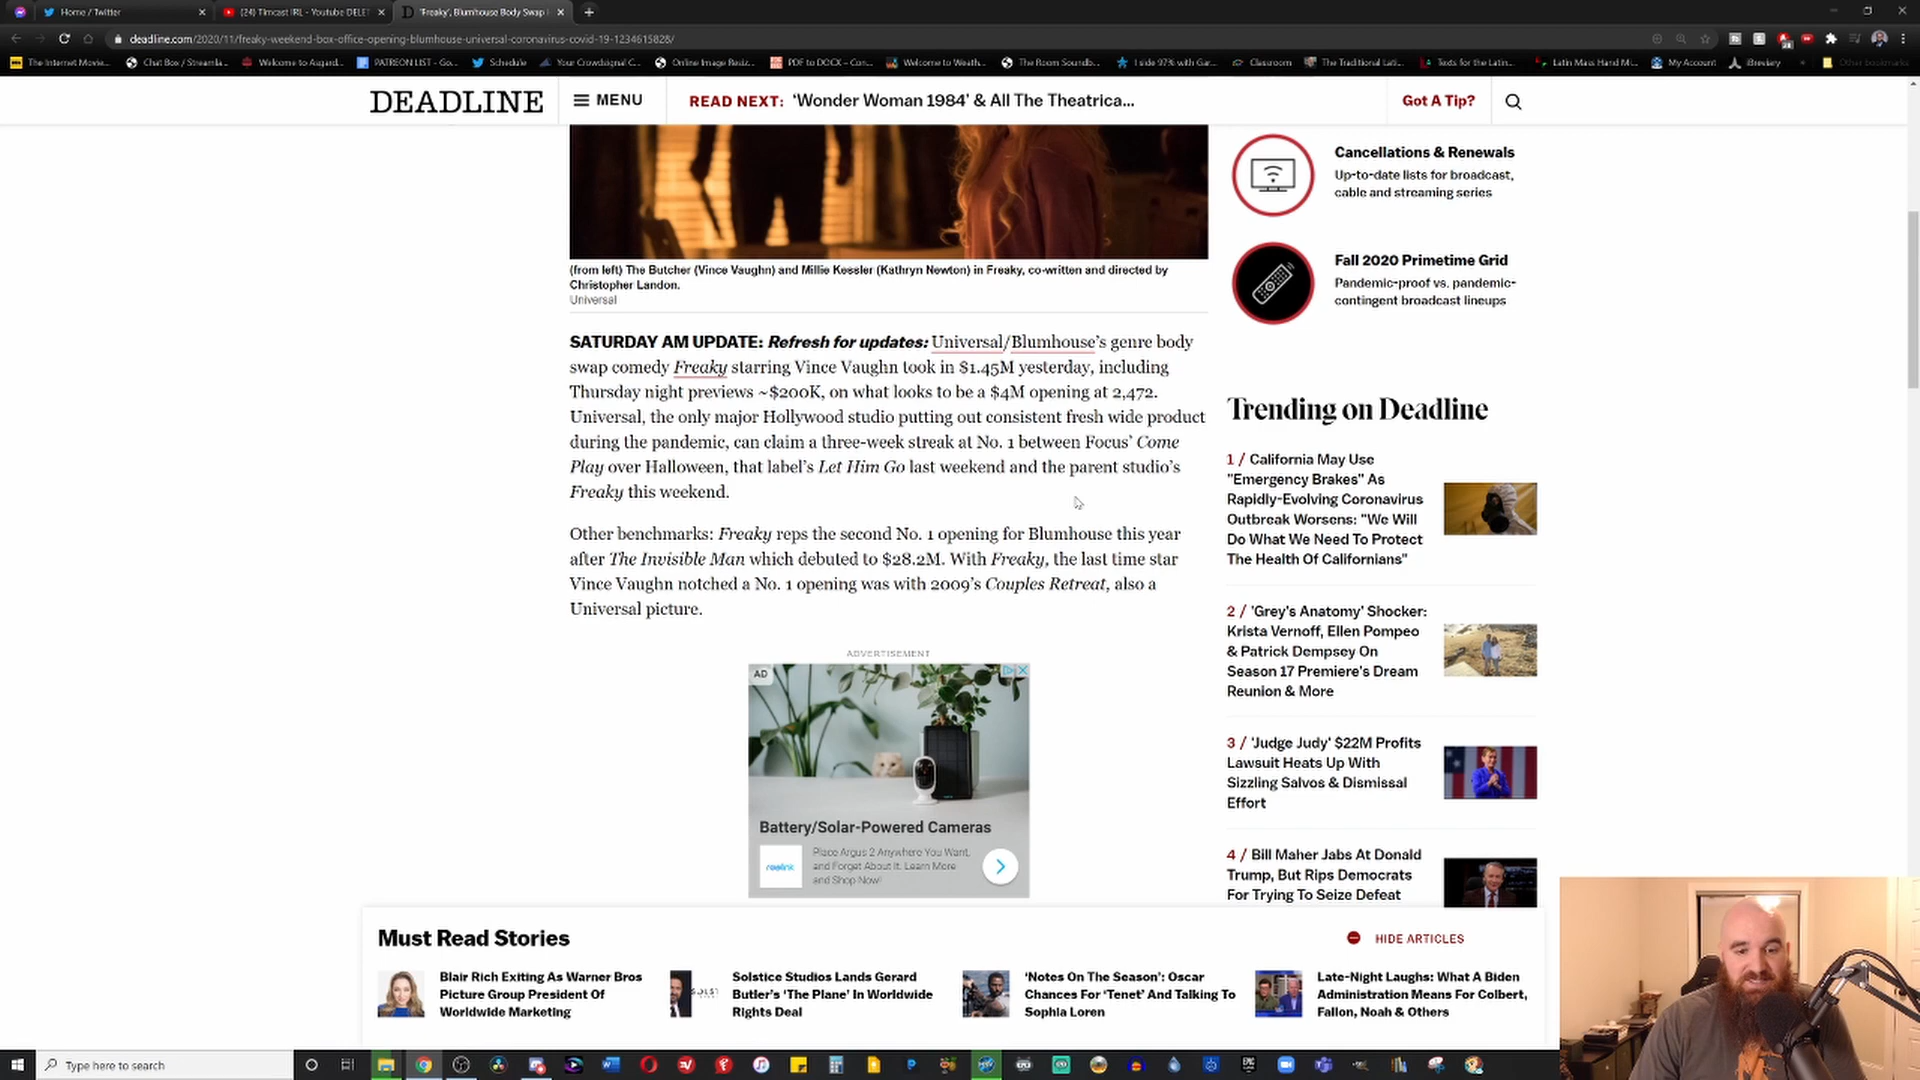 Home / Twitter
(24) Timcast IRL - Youtube DELET
'Freaky', Blumhouse Body Swap
deadline.com/2020/11/freaky-weekend-box-office-opening-blumhouse-universal-coronavirus-covid-19-1234615828/
The Internet Movie...
Chat Box / Streamla...
Welcome to Asgard...
PATREON LIST - Go...
Schedule
Your Crowdsignal C...
Online Image Resiz...
PDF to DOCX – Con...
Welcome to Weath...
The Room Soundb...
I side 97% with Gar...
Classroom
The Traditional Lati...
Texts for the Latin...
Latin Mass Hand Mi...
My Account
iBreviary
Other bookmarks
DEADLINE
MENU
READ NEXT: 'Wonder Woman 1984' & All The Theatrica...
Got A Tip?
(from left) The Butcher (Vince Vaughn) and Millie Kessler (Kathryn Newton) in Freaky, co-written and directed by
Christopher Landon.
Universal
SATURDAY AM UPDATE: Refresh for updates: Universal/Blumhouse's genre body
swap comedy Freaky starring Vince Vaughn took in $1.45M yesterday, including
Thursday night previews ~$200K, on what looks to be a $4M opening at 2,472.
Universal, the only major Hollywood studio putting out consistent fresh wide product
during the pandemic, can claim a three-week streak at No. 1 between Focus' Come
Play over Halloween, that label's Let Him Go last weekend and the parent studio's
Freaky this weekend.
Other benchmarks: Freaky reps the second No. 1 opening for Blumhouse this year
after The Invisible Man which debuted to $28.2M. With Freaky, the last time star
Vince Vaughn notched a No. 1 opening was with 2009's Couples Retreat, also a
Universal picture.
ADVERTISEMENT
AD
Battery/Solar-Powered Cameras
reolink
Place Argus 2 Anywhere You Want,
and Forget About It. Learn More
and Shop Now!
Cancellations & Renewals
Up-to-date lists for broadcast,
cable and streaming series
Fall 2020 Primetime Grid
Pandemic-proof vs. pandemic-
contingent broadcast lineups
Trending on Deadline
1 / California May Use
"Emergency Brakes" As
Rapidly-Evolving Coronavirus
Outbreak Worsens: "We Will
Do What We Need To Protect
The Health Of Californians"
2 / 'Grey's Anatomy' Shocker:
Krista Vernoff, Ellen Pompeo
& Patrick Dempsey On
Season 17 Premiere's Dream
Reunion & More
3 / 'Judge Judy' $22M Profits
Lawsuit Heats Up With
Sizzling Salvos & Dismissal
Effort
4 / Bill Maher Jabs At Donald
Trump, But Rips Democrats
For Trying To Seize Defeat
Must Read Stories
HIDE ARTICLES
Blair Rich Exiting As Warner Bros
Picture Group President Of
Worldwide Marketing
Solstice Studios Lands Gerard
Butler's 'The Plane' In Worldwide
Rights Deal
'Notes On The Season': Oscar
Chances For 'Tenet' And Talking To
Sophia Loren
Late-Night Laughs: What A Biden
Administration Means For Colbert,
Fallon, Noah & Others
Type here to search